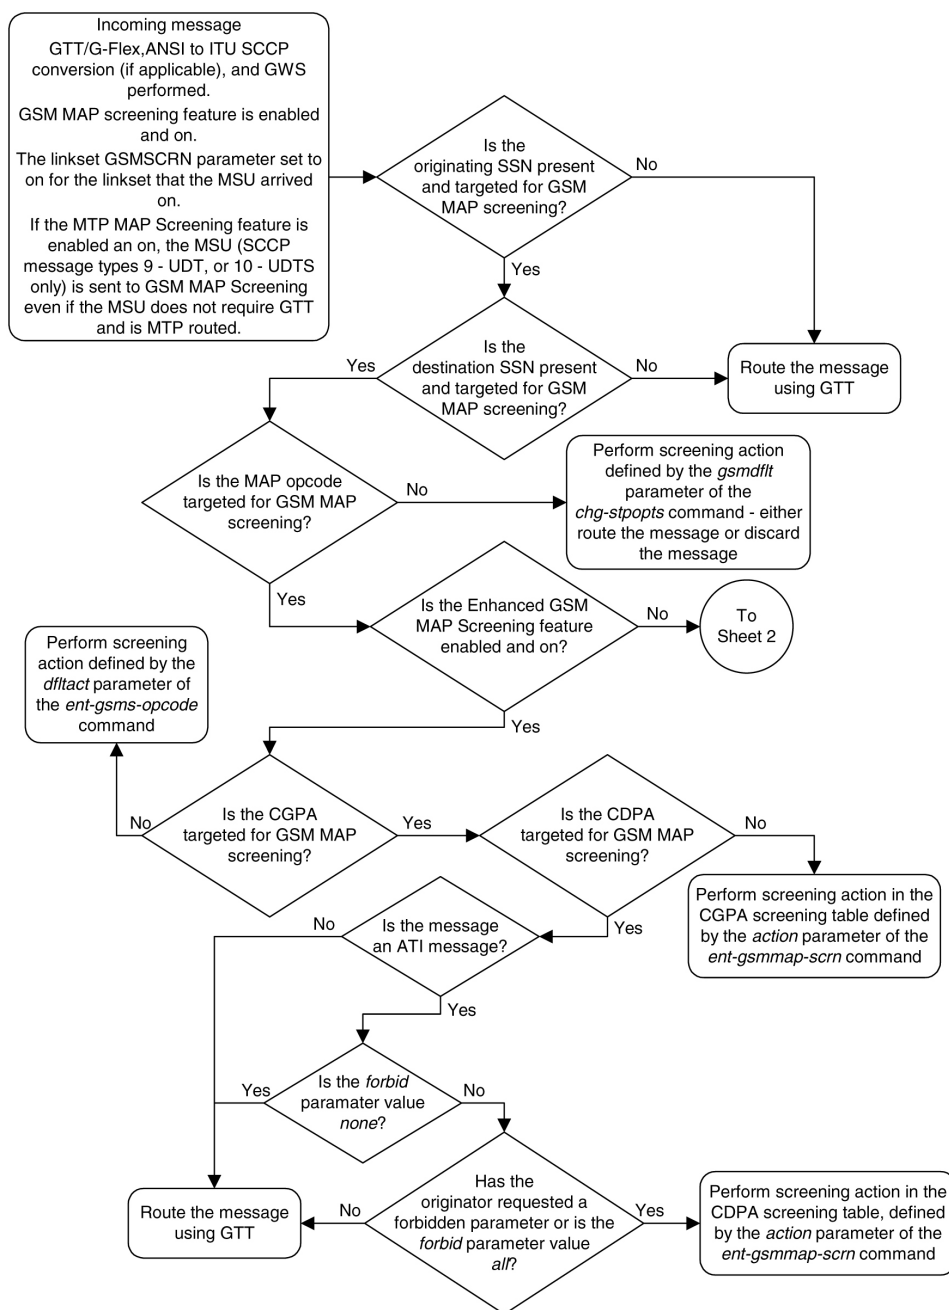 Incoming message
GTT/G-Flex,ANSI to ITU SCCP
conversion (if applicable), and GWS
performed.
GSM MAP screening feature is enabled
and on.
The linkset GSMSCRN parameter set to
on for the linkset that the MSU arrived
on.
If the MTP MAP Screening feature is
enabled an on, the MSU (SCCP
message types 9 - UDT, or 10 - UDTS
only) is sent to GSM MAP Screening
even if the MSU does not require GTT
and is MTP routed.
Is the
originating SSN present
and targeted for GSM
MAP screening?
No
Yes
Is the
destination SSN present
and targeted for GSM
MAP screening?
Yes
No
Route the message
using GTT
Is the MAP opcode
targeted for GSM MAP
screening?
No
Perform screening action
defined by the gsmdflt
parameter of the
chg-stpopts command - either
route the message or discard
the message
Yes
Is the Enhanced GSM
MAP Screening feature
enabled and on?
No
To
Sheet 2
Yes
Perform screening
action defined by the
dfltact parameter of
the ent-gsms-opcode
command
Is the CGPA
targeted for GSM MAP
screening?
No
Yes
Is the CDPA
targeted for GSM MAP
screening?
No
Perform screening action in the
CGPA screening table defined
by the action parameter of the
ent-gsmmap-scrn command
Yes
Is the message
an ATI message?
No
Yes
Is the forbid
paramater value
none?
Yes
No
Has the
originator requested a
forbidden parameter or is the
forbid parameter value
all?
No
Route the message
using GTT
Yes
Perform screening action in the
CDPA screening table, defined
by the action parameter of the
ent-gsmmap-scrn command